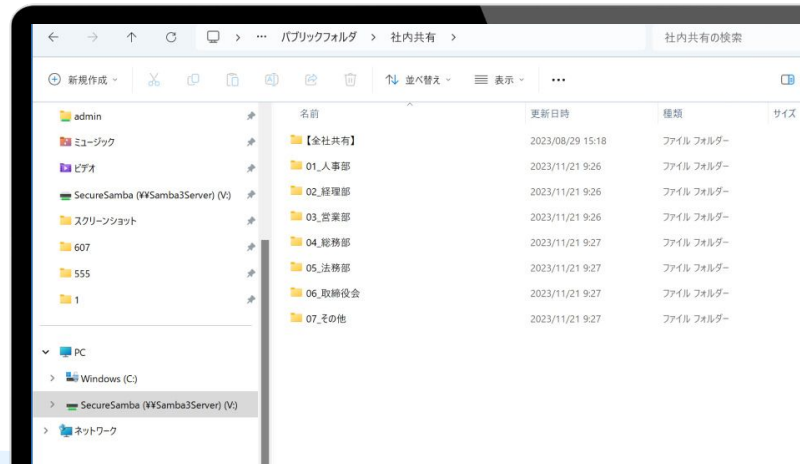 … パブリックフォルダ > 社内共有 >
社内共有の検索
新規作成
並べ替え
表示
…
名前 更新日時 種類 サイズ
admin
ミュージック
ビデオ
SecureSamba (¥¥Samba3Server) (V:)
スクリーンショット
607
555
1
PC
Windows (C:)
SecureSamba (¥¥Samba3Server) (V:)
ネットワーク
【全社共有】 2023/08/29 15:18 ファイル フォルダー
01_人事部 2023/11/21 9:26 ファイル フォルダー
02_経理部 2023/11/21 9:26 ファイル フォルダー
03_営業部 2023/11/21 9:26 ファイル フォルダー
04_総務部 2023/11/21 9:27 ファイル フォルダー
05_法務部 2023/11/21 9:27 ファイル フォルダー
06_取締役会 2023/11/21 9:27 ファイル フォルダー
07_その他 2023/11/21 9:27 ファイル フォルダー